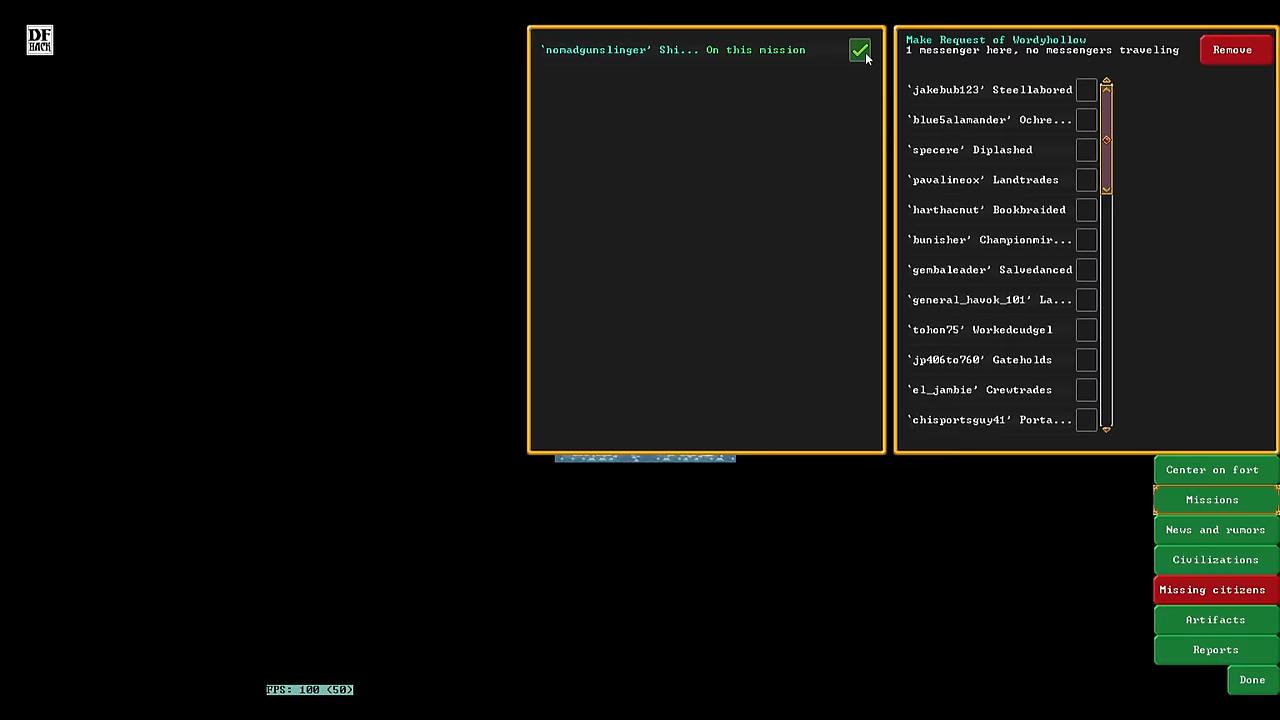 DF
HACK
`nomadgunslinger' Shi... On this mission
Make Request of Wordyhollow
1 messenger here, no messengers traveling
Remove
`jakebub123' Steellabored
`blue5alamander' Ochre...
`specere' Diplashed
`pavalineox' Landtrades
`harthacnut' Bookbraided
`bunisher' Championmir...
`gembaleader' Salvedanced
`general_havok_101' La...
`tohon75' Workedcudgel
`jp406to760' Gateholds
`el_jambie' Crewtrades
`chisportsguy41' Porta...
Center on fort
Missions
News and rumors
Civilizations
Missing citizens
Artifacts
Reports
Done
FPS: 100 (50)